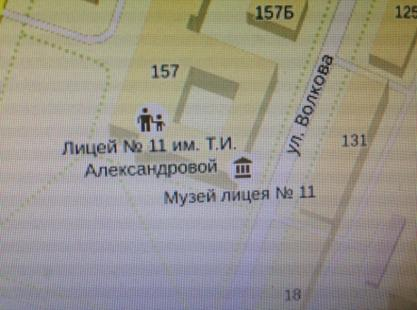 157Б
125
157
ул. Волкова
Лицей № 11 им. Т.И.
Александровой
131
Музей лицея № 11
18